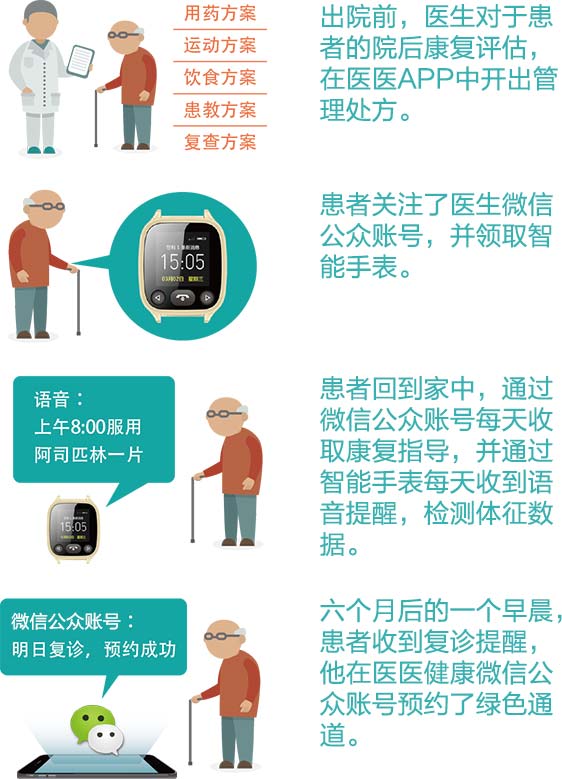 用药方案
运动方案
饮食方案
患教方案
复查方案
出院前，医生对于患
者的院后康复评估，
在医医APP中开出管
理处方。
15:05
03月02日 星期三
患者关注了医生微信
公众账号，并领取智
能手表。
语音：
上午8:00服用
阿司匹林一片
15:05
患者回到家中，通过
微信公众账号每天收
取康复指导，并通过
智能手表每天收到语
音提醒，检测体征数
据。
微信公众账号：
明日复诊，预约成功
六个月后的一个早晨，
患者收到复诊提醒，
他在医医健康微信公
众账号预约了绿色通
道。